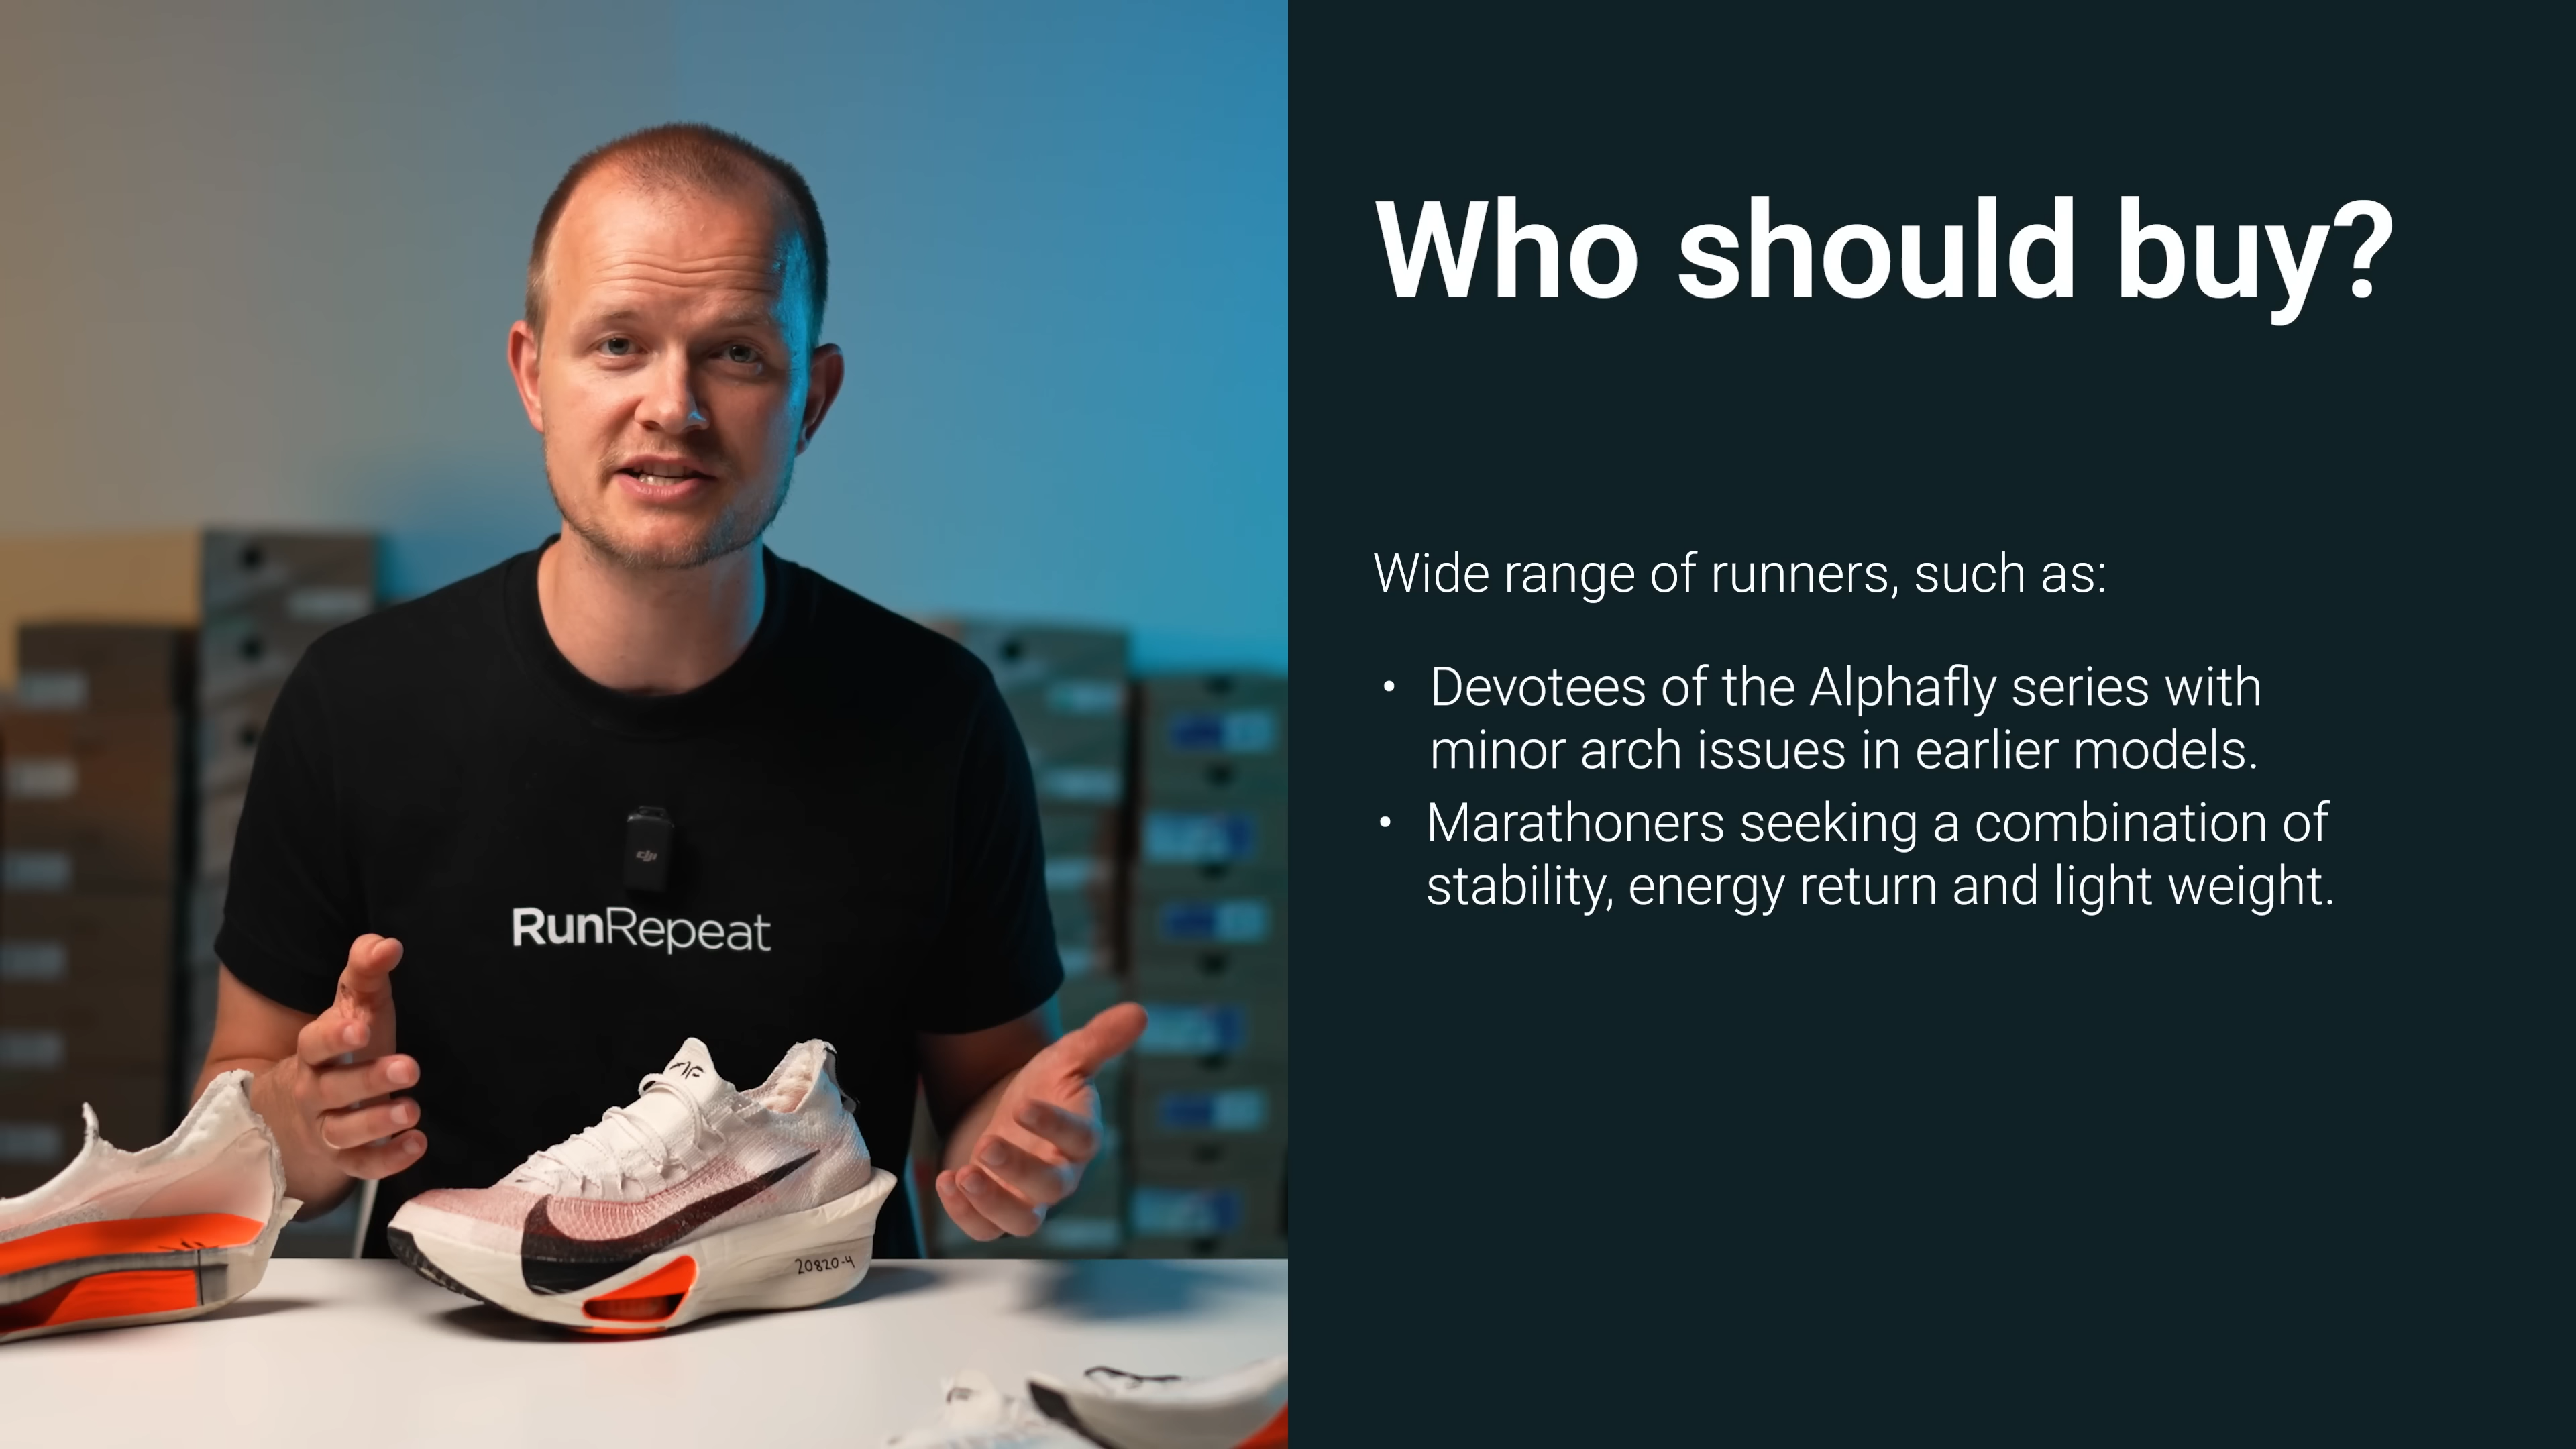 Who should buy?
Wide range of runners, such as:
• Devotees of the Alphafly series with
minor arch issues in earlier models.
• Marathoners seeking a combination of
stability, energy return and light weight.
dji
RunRepeat
20820-4